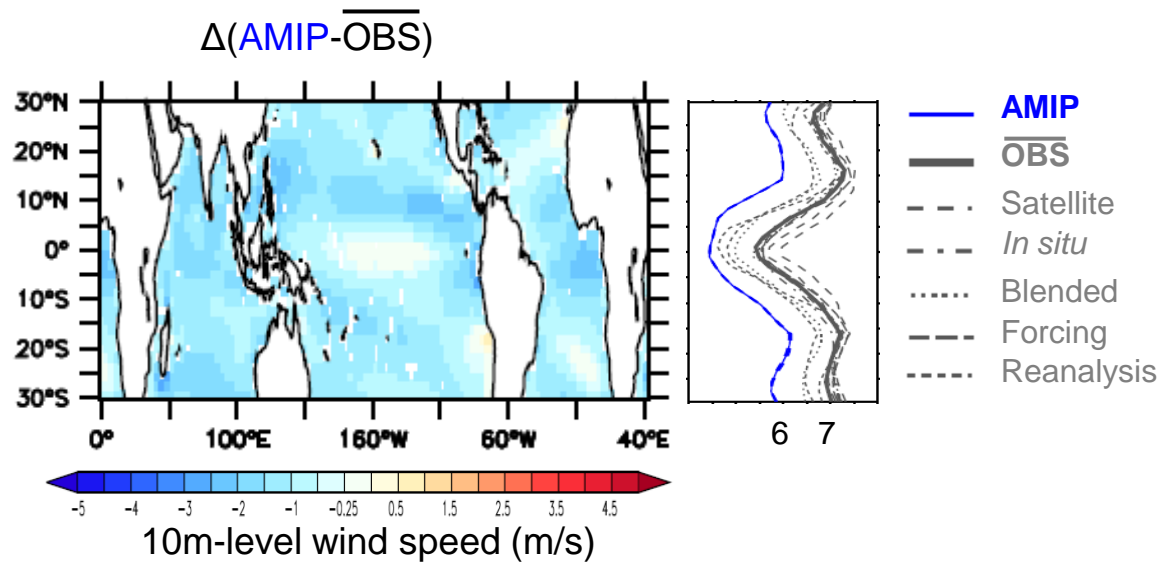 Δ(AMIP-OBS)
30°N
20°N
10°N
0°
10°S
20°S
30°S
0° 100°E 160°W 60°W 40°E
6 7
AMIP
OBS
Satellite
In situ
Blended
Forcing
Reanalysis
-5 -4 -3 -2 -1 -0.25 0.5 1.5 2.5 3.5 4.5
10m-level wind speed (m/s)